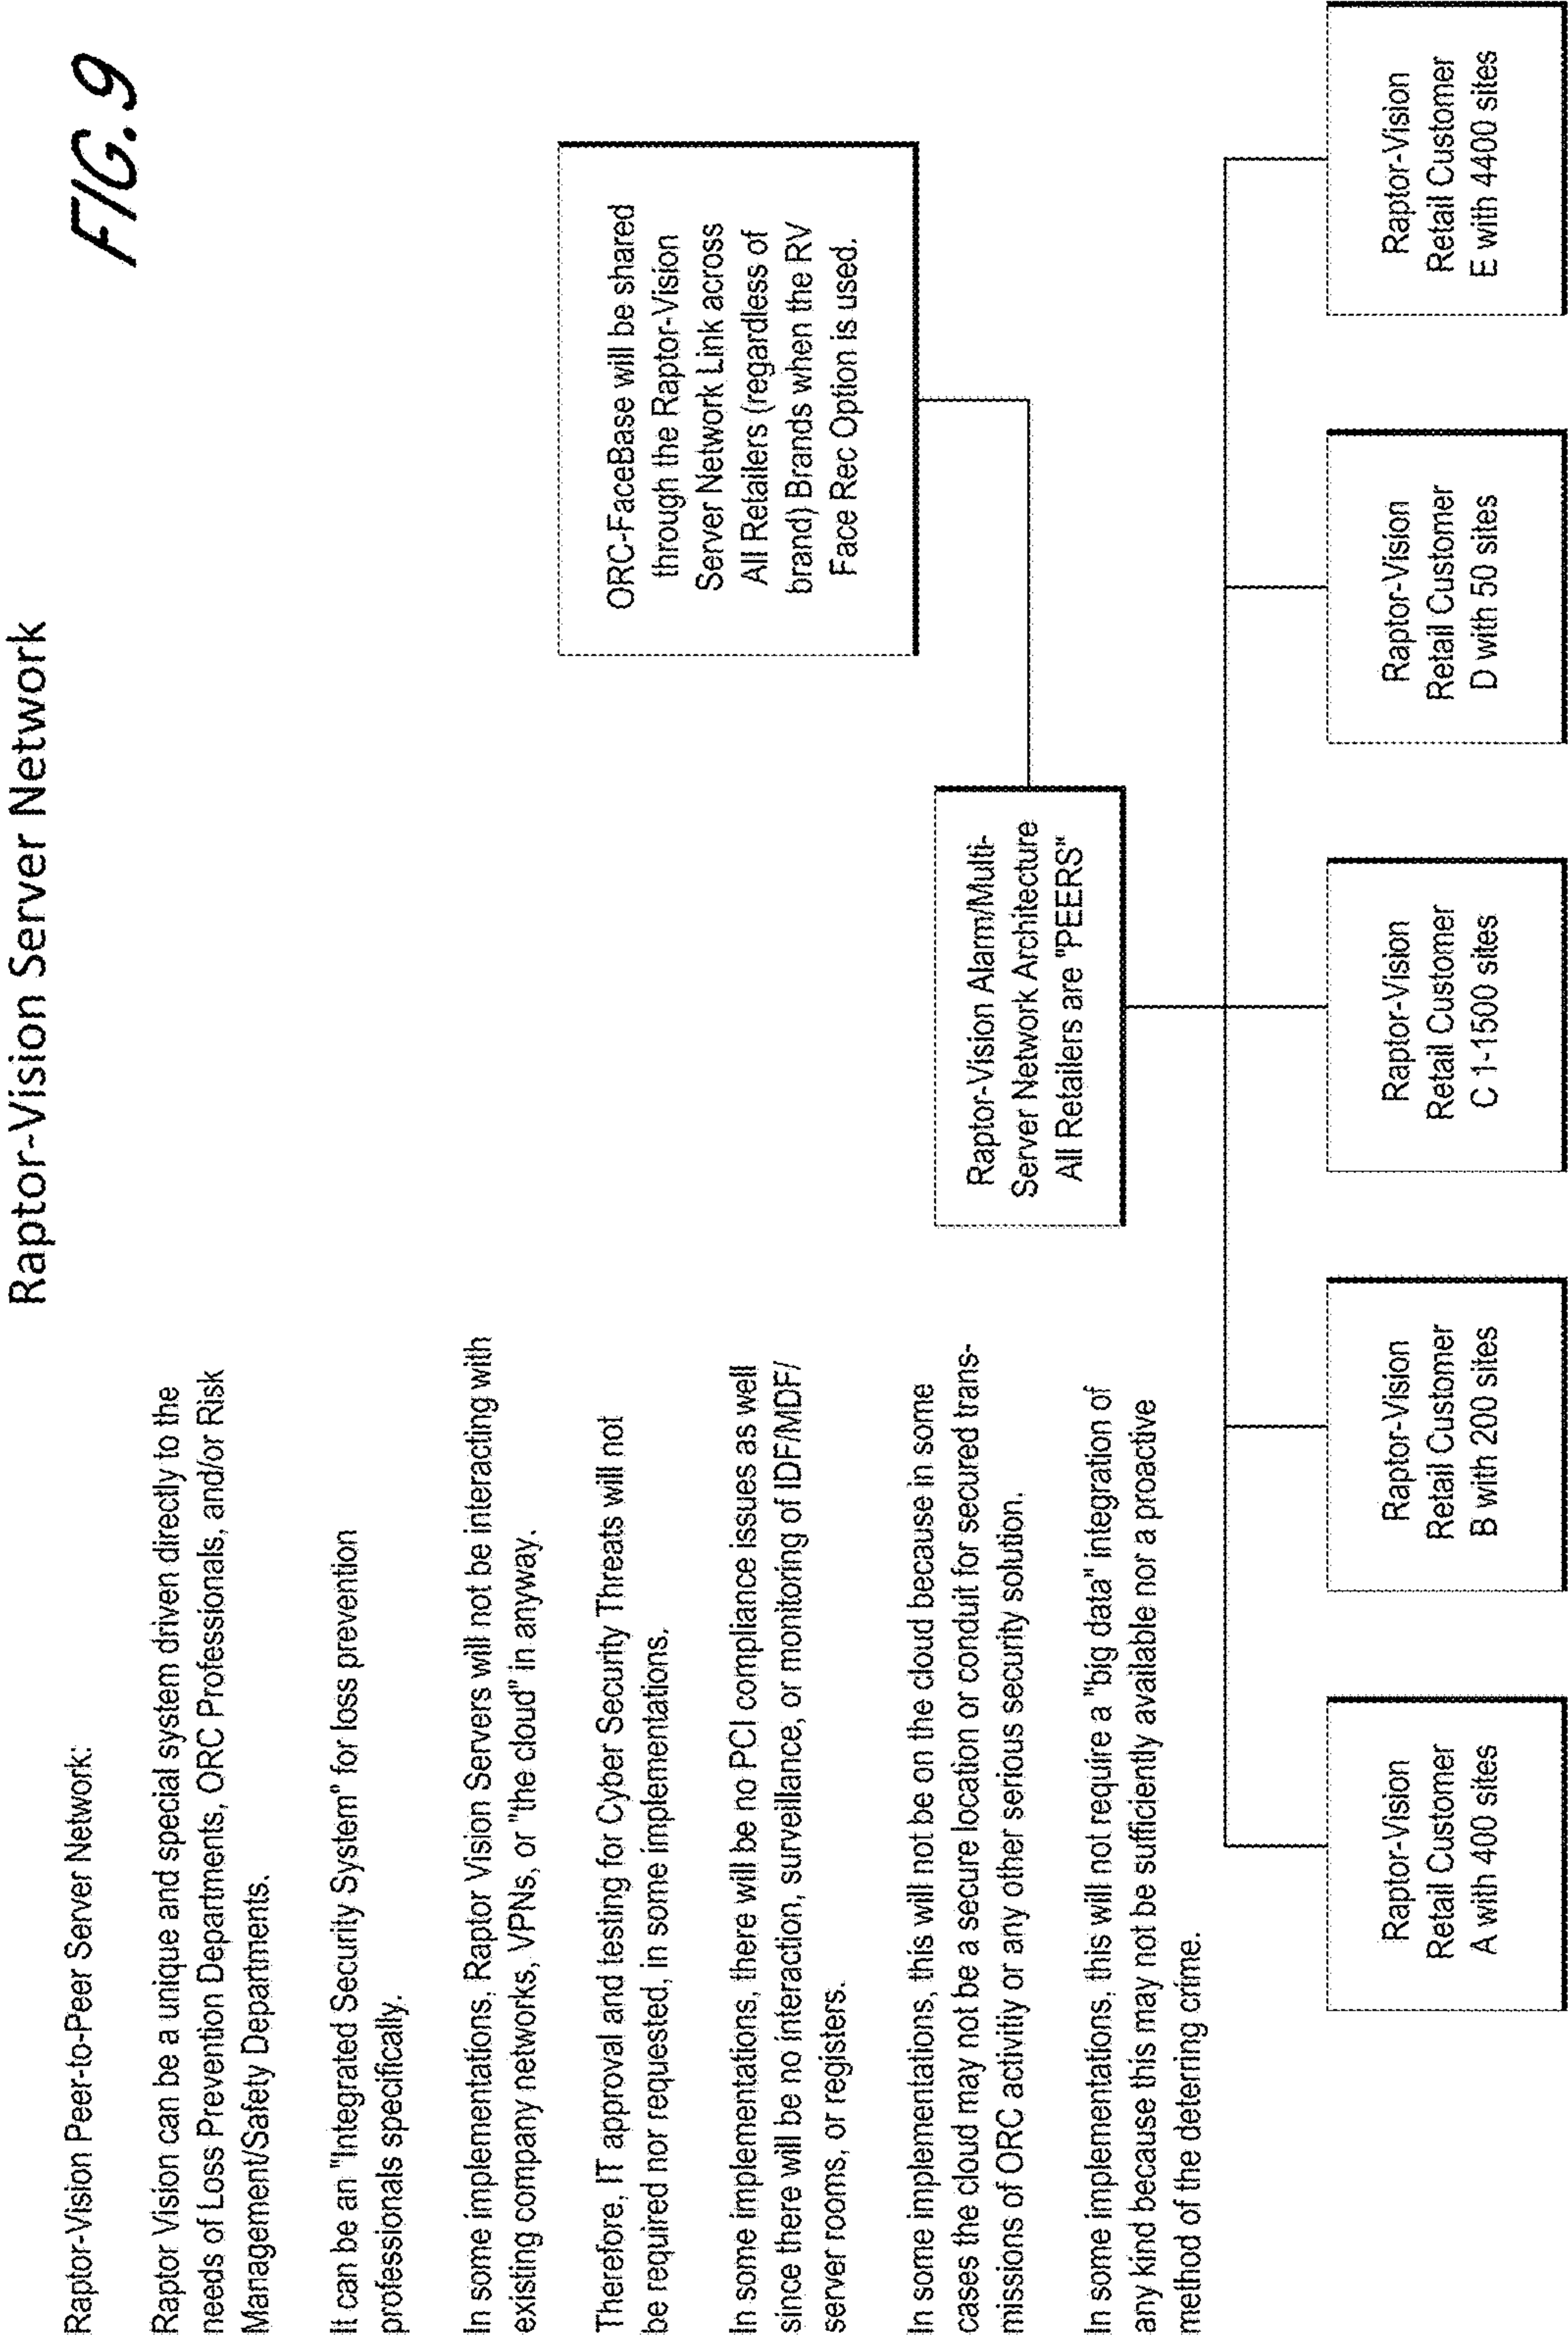 Raptor-Vision Server Network
FIG. 9
Raptor-Vision Peer-to-Peer Server Network:
Raptor Vision can be a unique and special system driven directly to the
needs of Loss Prevention Departments, ORC Professionals, and/or Risk
Management/Safety Departments.
It can be an "Integrated Security System" for loss prevention
professionals specifically.
In some implementations, Raptor Vision Servers will not be interacting with
existing company networks, VPNs, or "the cloud" in anyway.
Therefore, IT approval and testing for Cyber Security Threats will not
be required nor requested, in some implementations.
In some implementations, there will be no PCI compliance issues as well
since there will be no interaction, surveillance, or monitoring of IDF/MDF/
server rooms, or registers.
In some implementations, this will not be on the cloud because in some
cases the cloud may not be a secure location or conduit for secured trans-
missions of ORC activitiy or any other serious security solution.
In some implementations, this will not require a "big data" integration of
any kind because this may not be sufficiently available nor a proactive
method of the detering crime.
ORC-FaceBase will be shared
through the Raptor-Vision
Server Network Link across
All Retailers (regardless of
brand) Brands when the RV
Face Rec Option is used.
Raptor-Vision Alarm/Multi-
Server Network Architecture
All Retailers are "PEERS"
Raptor-Vision
Retail Customer
A with 400 sites
Raptor-Vision
Retail Customer
B with 200 sites
Raptor-Vision
Retail Customer
C 1-1500 sites
Raptor-Vision
Retail Customer
D with 50 sites
Raptor-Vision
Retail Customer
E with 4400 sites